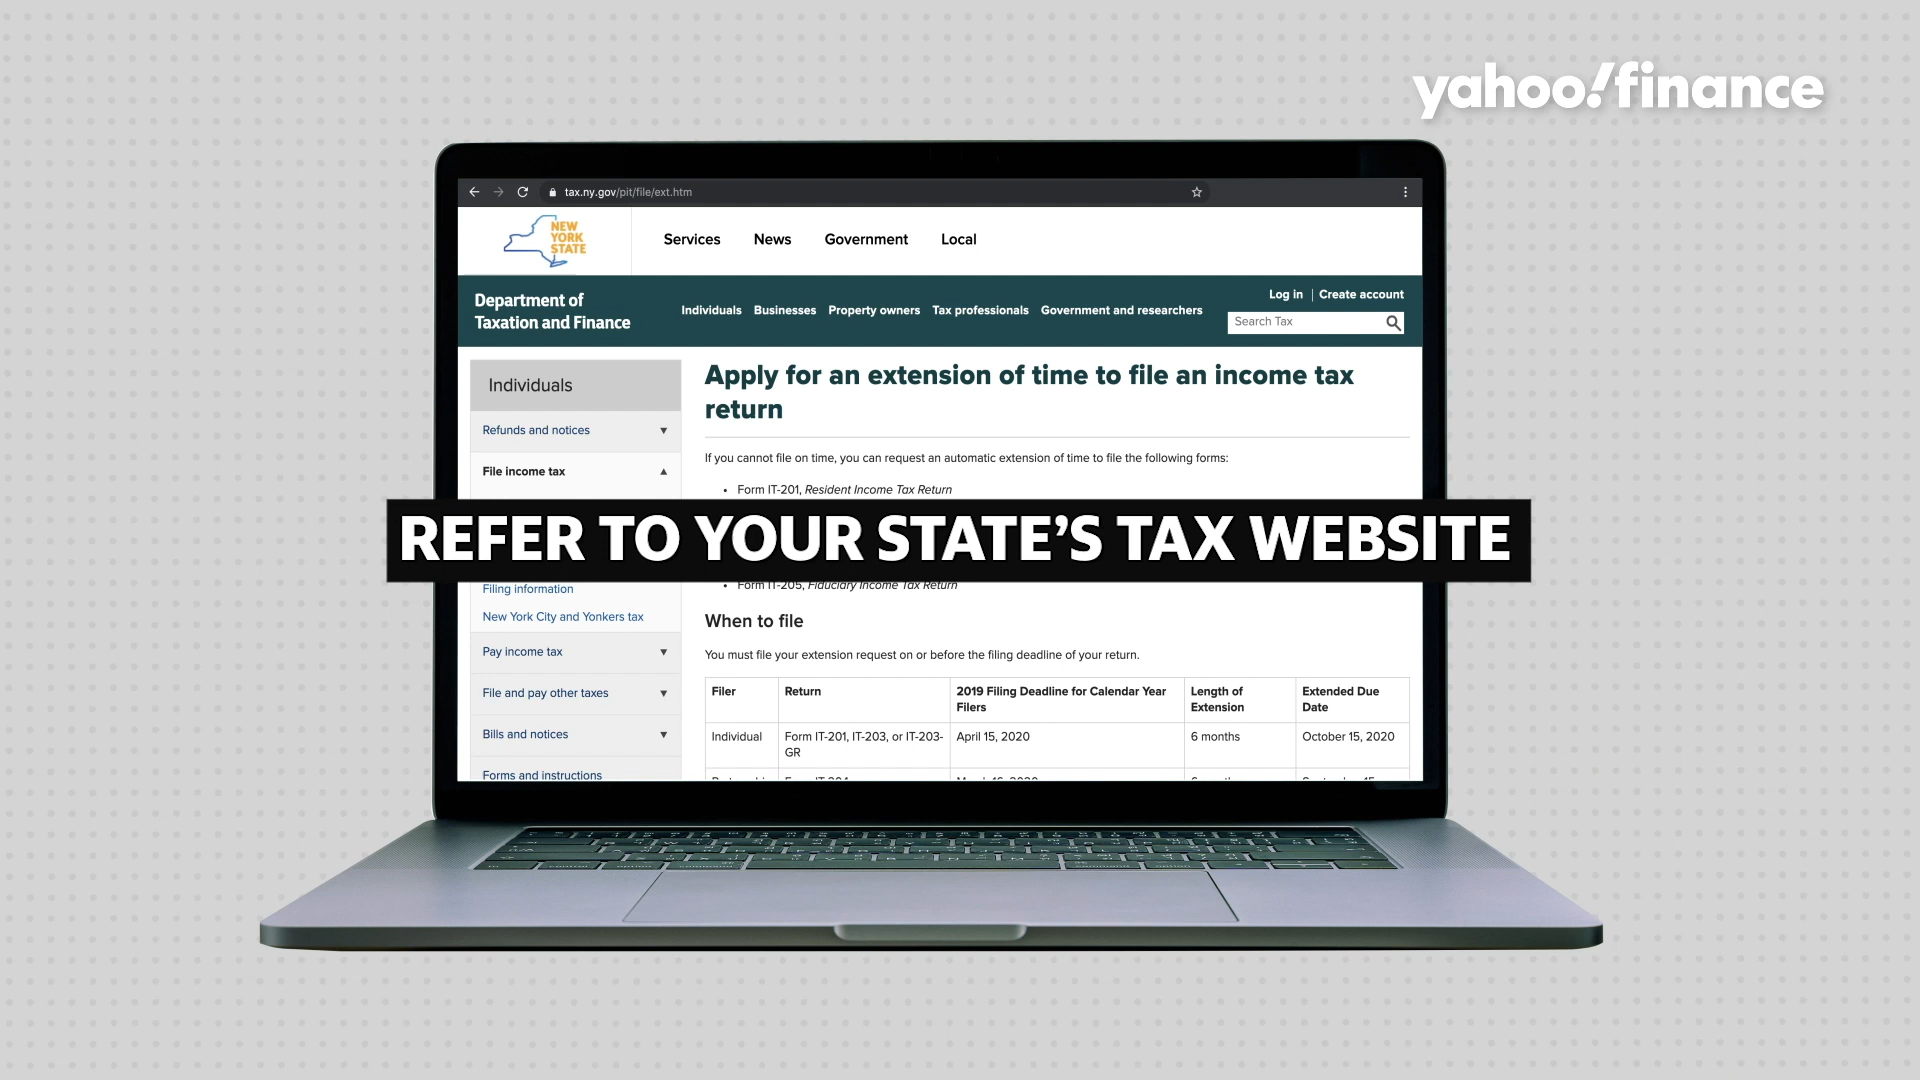 yahoo!finance
tax.ny.gov/pit/file/ext.htm
NEW
YORK
STATE
Services News Government Local
Department of
Taxation and Finance
Individuals Businesses Property owners Tax professionals Government and researchers
Log in | Create account
Search Tax
Individuals
Refunds and notices
File income tax
Apply for an extension of time to file an income tax
return
If you cannot file on time, you can request an automatic extension of time to file the following forms:
• Form IT-201, Resident Income Tax Return
REFER TO YOUR STATE'S TAX WEBSITE
• Form IT-205, Fiduciary Income Tax Return
Filing information
New York City and Yonkers tax
Pay income tax
File and pay other taxes
Bills and notices
Forms and instructions
When to file
You must file your extension request on or before the filing deadline of your return.
Filer Return 2019 Filing Deadline for Calendar Year Length of Extended Due
Filers Extension Date
Individual Form IT-201, IT-203, or IT-203- April 15, 2020 6 months October 15, 2020
GR